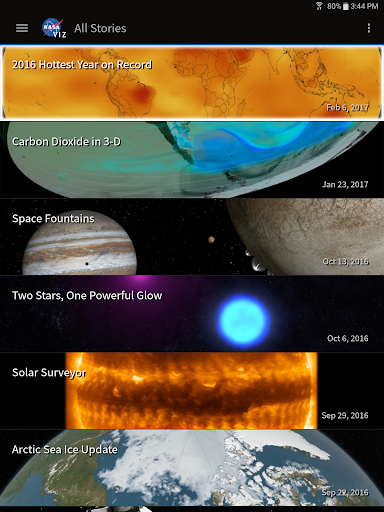 80% 3:44 PM
NASA
VIZ
All Stories
2016 Hottest Year on Record
Feb 6, 2017
Carbon Dioxide in 3-D
Jan 23, 2017
Space Fountains
Oct 13, 2016
Two Stars, One Powerful Glow
Oct 6, 2016
Solar Surveyor
Sep 29, 2016
Arctic Sea Ice Update
Sep 22, 2016